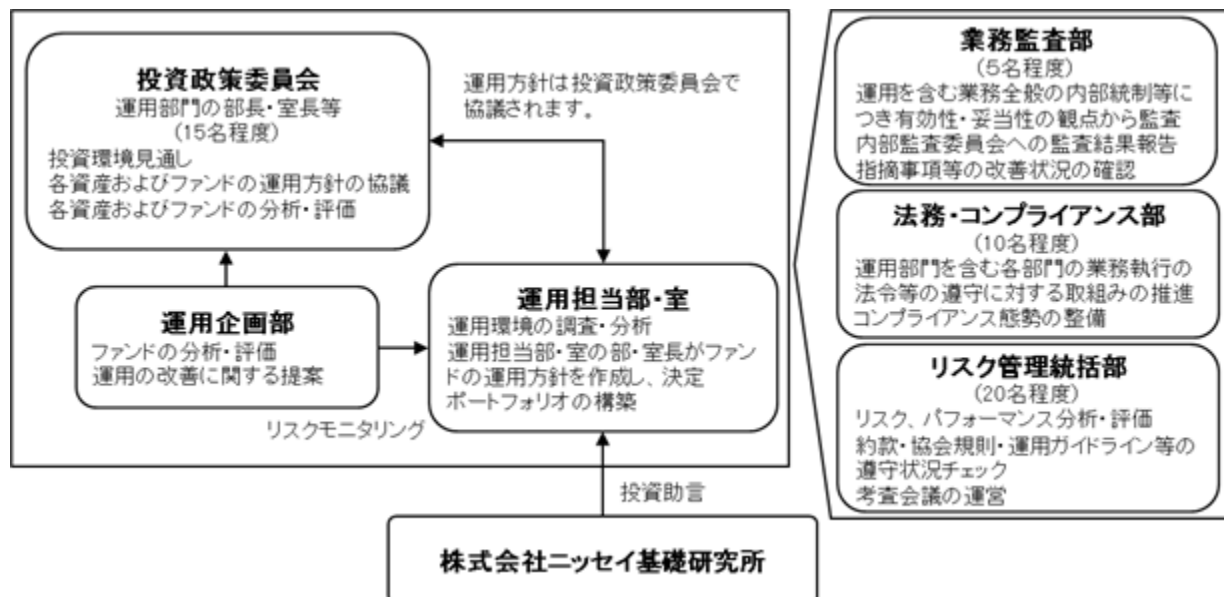 投資政策委員会
運用部門の部長・室長等
(15名程度)
投資環境見通し
各資産およびファンドの運用方針の協議
各資産およびファンドの分析・評価
運用方針は投資政策委員会で
協議されます。
運用企画部
ファンドの分析・評価
運用の改善に関する提案
運用担当部・室
運用環境の調査・分析
運用担当部・室の部・室長がファン
ドの運用方針を作成し、決定
ポートフォリオの構築
リスクモニタリング
投資助言
株式会社ニッセイ基礎研究所
業務監査部
(5名程度)
運用を含む業務全般の内部統制等に
つき有効性・妥当性の観点から監査
内部監査委員会への監査結果報告
指摘事項等の改善状況の確認
法務・コンプライアンス部
(10名程度)
運用部門を含む各部門の業務執行の
法令等の遵守に対する取組みの推進
コンプライアンス態勢の整備
リスク管理統括部
(20名程度)
リスク、パフォーマンス分析・評価
約款・協会規則・運用ガイドライン等の
遵守状況チェック
考査会議の運営